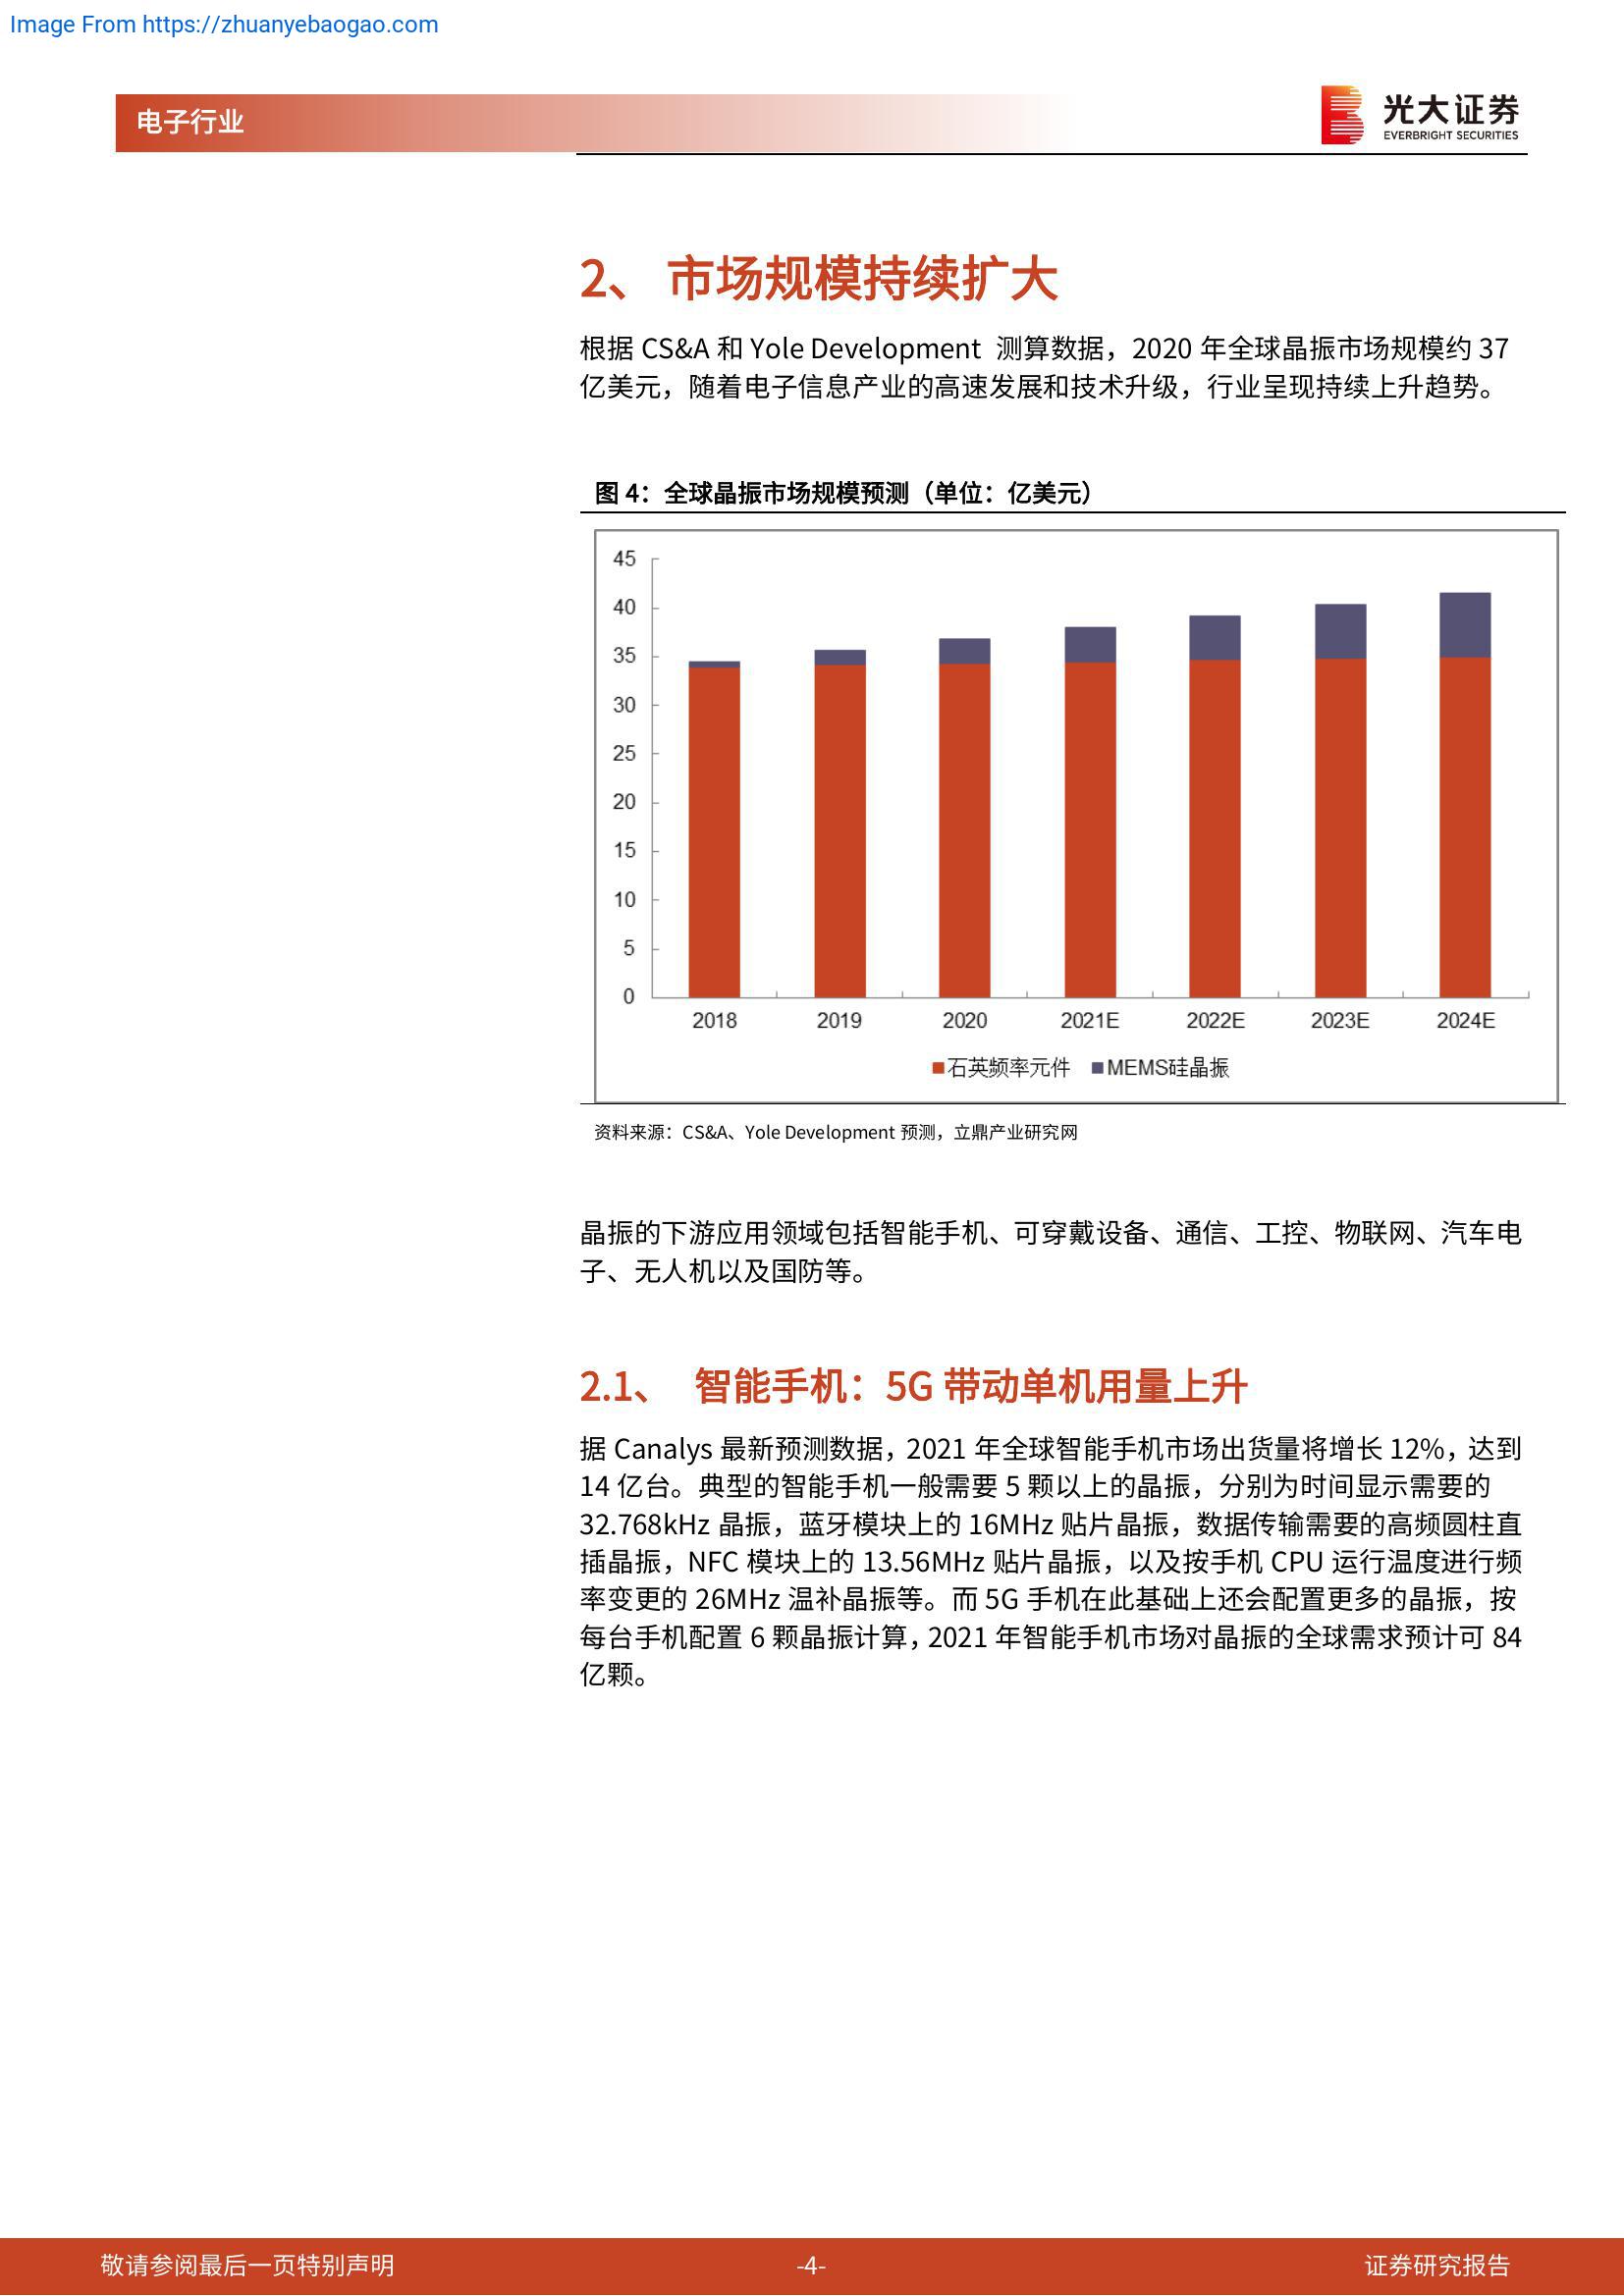 Image From https://zhuanyebaogao.com
电子行业
光大证券
EVERBRIGHT SECURITIES
2、 市场规模持续扩大
根据 CS&A 和 Yole Development 测算数据，2020 年全球晶振市场规模约 37
亿美元，随着电子信息产业的高速发展和技术升级，行业呈现持续上升趋势。
图 4：全球晶振市场规模预测（单位：亿美元）
45
40
35
30
25
20
15
10
5
0
2018 2019 2020 2021E 2022E 2023E 2024E
石英频率元件 MEMS硅晶振
资料来源：CS&A、Yole Development 预测，立鼎产业研究网
晶振的下游应用领域包括智能手机、可穿戴设备、通信、工控、物联网、汽车电
子、无人机以及国防等。
2.1、 智能手机：5G 带动单机用量上升
据 Canalys 最新预测数据，2021 年全球智能手机市场出货量将增长 12%，达到
14 亿台。典型的智能手机一般需要 5 颗以上的晶振，分别为时间显示需要的
32.768kHz 晶振，蓝牙模块上的 16MHz 贴片晶振，数据传输需要的高频圆柱直
插晶振，NFC 模块上的 13.56MHz 贴片晶振，以及按手机 CPU 运行温度进行频
率变更的 26MHz 温补晶振等。而 5G 手机在此基础上还会配置更多的晶振，按
每台手机配置 6 颗晶振计算，2021 年智能手机市场对晶振的全球需求预计可 84
亿颗。
敬请参阅最后一页特别声明 -4- 证券研究报告